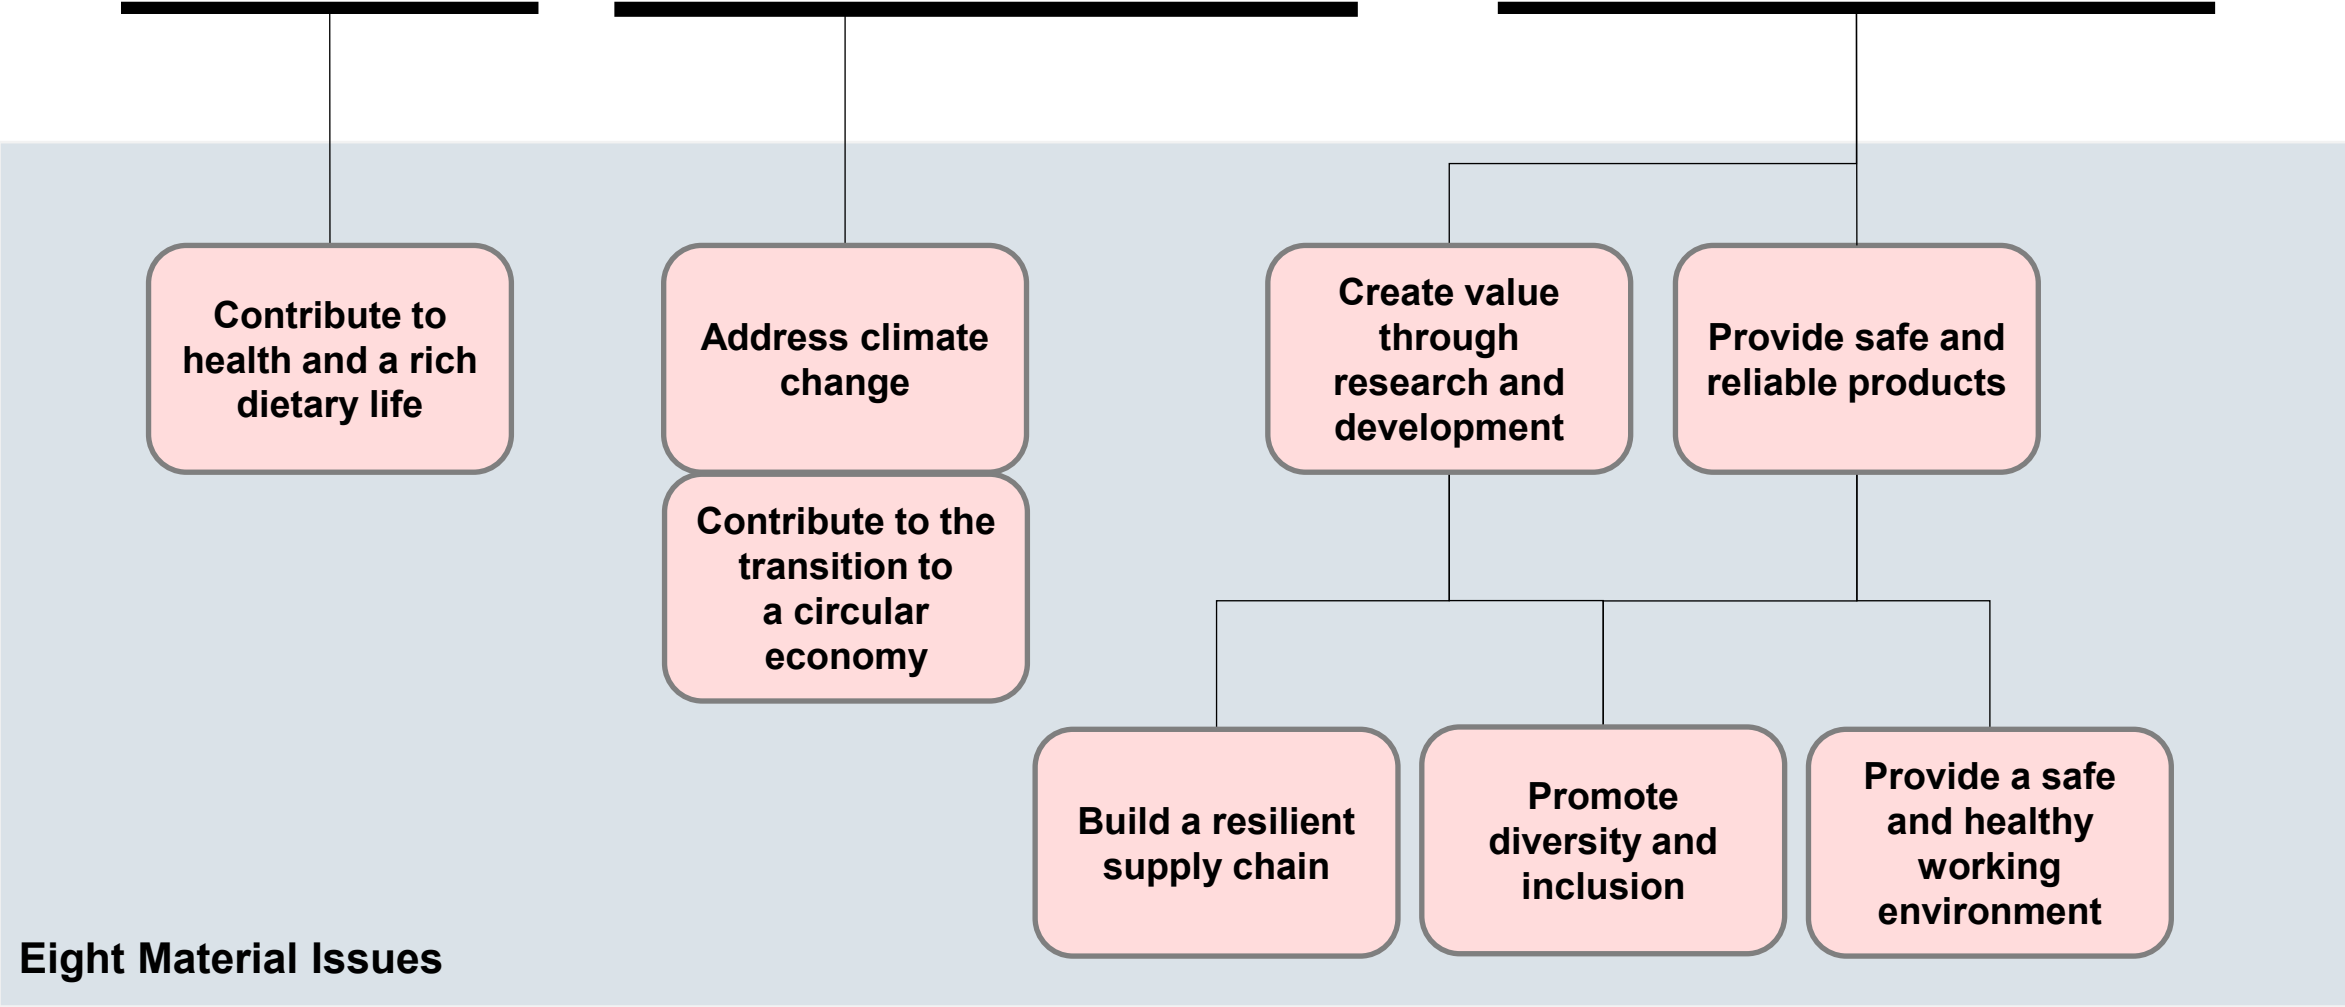 Contribute to
health and a rich
dietary life
Address climate
change
Contribute to the
transition to
a circular
economy
Create value
through
research and
development
Provide safe and
reliable products
Build a resilient
supply chain
Promote
diversity and
inclusion
Provide a safe
and healthy
working
environment
Eight Material Issues